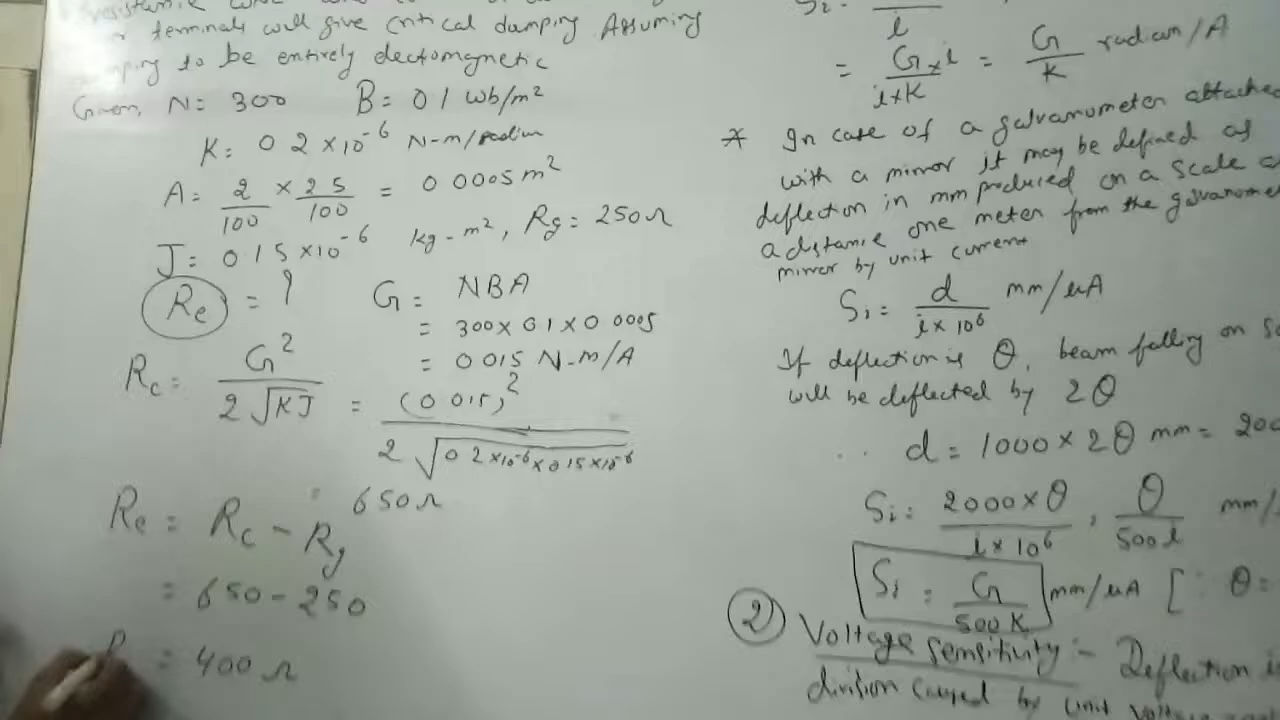 terminals will give critical damping Assuming
to be entirely electromagnetic
Given, N = 300 B = 0.1 wb/m²
K = 0.2 × 10⁻⁶ N-m/radian
A = 2/100 × 2.5/100 = 0.0005 m²
J = 0.15 × 10⁻⁶ kg-m², Rg = 250 Ω
Re = ? G = NBA
= 300 × 0.1 × 0.0005
= 0.015 N-m/A
Rc = G² / 2√KJ = (0.015)² / 2√0.2×10⁻⁶×0.15×10⁻⁶
= 650 Ω
Re = Rc - Rg
= 650 - 250
= 400 Ω
i
= G×i / i×K = G/K radian/A
* In case of a galvanometer attached
with a mirror it may be defined as
deflection in mm produced on a scale
a distance one meter from the
mirror by unit current
Si = d / i×10⁶ mm/μA
If deflection is θ, beam falling on
will be deflected by 2θ
∴ d = 1000 × 2θ mm =
Si = 2000×θ / i×10⁶ , θ / 500i mm/
Si = G / 500K mm/μA [∵ θ =
② Voltage sensitivity :- Deflection
division caused by unit